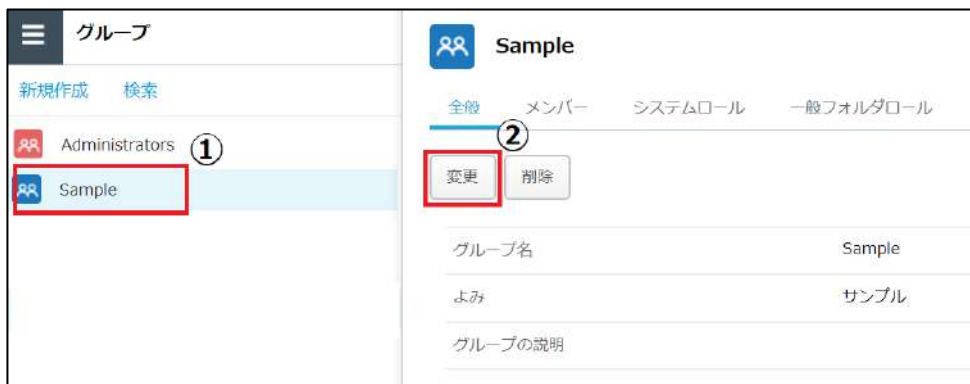 グループ
新規作成 検索
Administrators ①
Sample
Sample
全般 メンバー システムロール 一般フォルダロール
②
変更 削除
グループ名 Sample
よみ サンプル
グループの説明